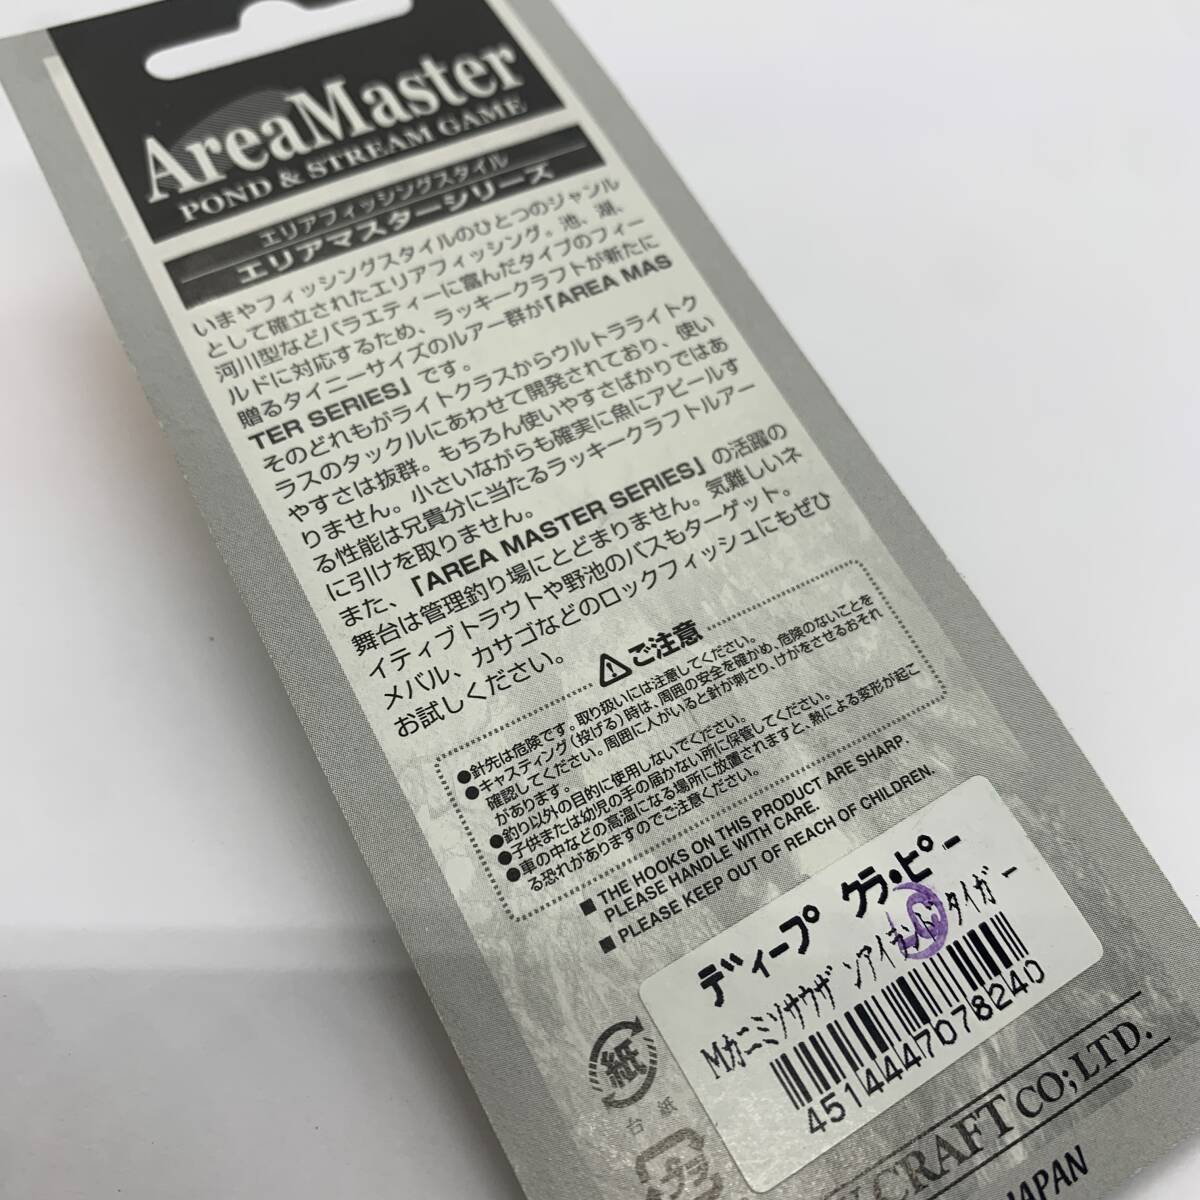 AreaMaster
POND & STREAM GAME
エリアフィッシングスタイル
エリアマスターシリーズ
いまやフィッシングスタイルのひとつのジャンル
として確立されたエリアフィッシング。池、湖、
河川型などバラエティーに富んだタイプのフィー
ルドに対応するため、ラッキークラフトが新たに
贈るタイニーサイズのルアー群が「AREA MAS
TER SERIES」です。
そのどれもがライトクラスからウルトラライトク
ラスのタックルにあわせて開発されており、使い
やすさは抜群。もちろん使いやすさばかりではあ
りません。小さいながらも確実に魚にアピールす
る性能は兄貴分に当たるラッキークラフトルアー
に引けを取りません。
また、「AREA MASTER SERIES」の活躍の
舞台は管理釣り場にとどまりません。気難しいネ
イティブトラウトや野池のバスもターゲット。
メバル、カサゴなどのロックフィッシュにもぜひ
お試しください。
ご注意
●針先は危険です。取り扱いには注意してください。
●キャスティング(投げる)時は、周囲の安全を確かめ、危険のないことを
確認してください。周囲に人がいると針が刺さり、けがをさせるおそれ
があります。
●釣り以外の目的に使用しないでください。
●子供または幼児の手の届かない所に保管してください。
●車の中などの高温になる場所に放置されますと、熱による変形が起こ
る恐れがありますのでご注意ください。
■ THE HOOKS ON THIS PRODUCT ARE SHARP.
PLEASE HANDLE WITH CARE.
■ PLEASE KEEP OUT OF REACH OF CHILDREN.
ディープ クラ・ピー
Mカニミソサウザンアイランドタイガー
4514447078240
紙
台紙
プラ
CRAFT CO;LTD.
JAPAN